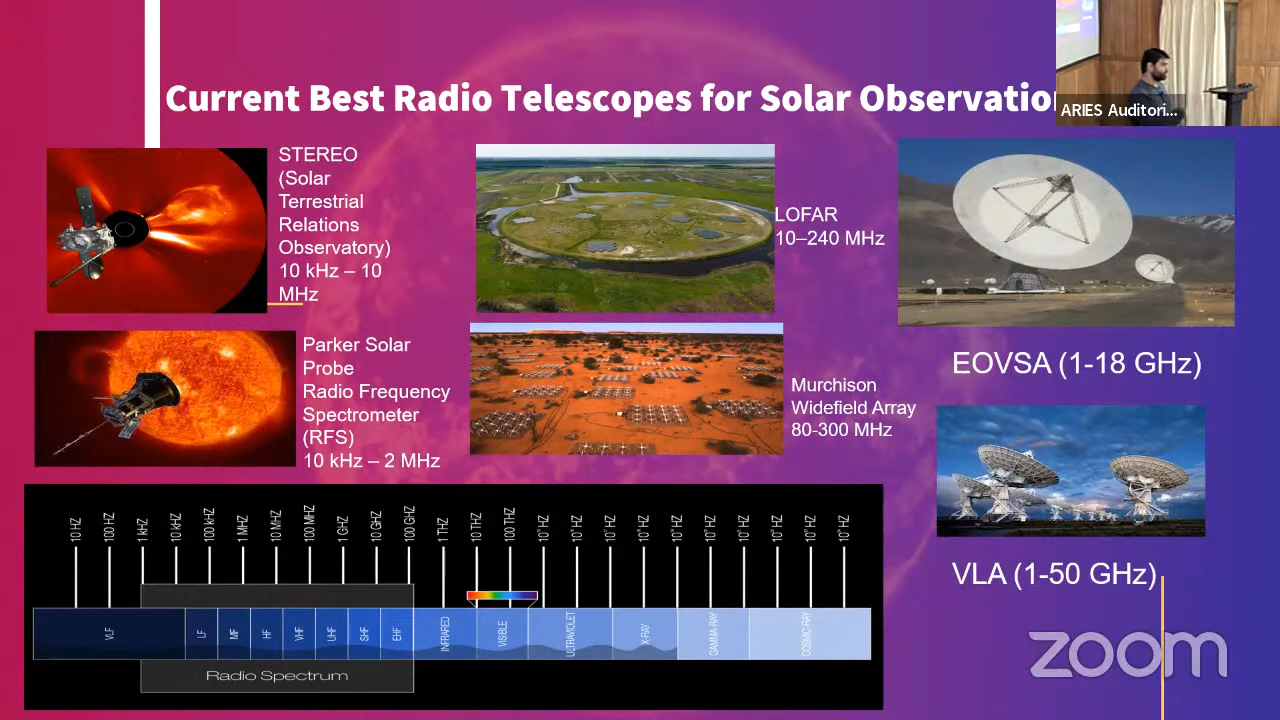 Current Best Radio Telescopes for Solar Observation
ARIES Auditori...
STEREO
(Solar
Terrestrial
Relations
Observatory)
10 kHz – 10
MHz
LOFAR
10–240 MHz
EOVSA (1-18 GHz)
Parker Solar
Probe
Radio Frequency
Spectrometer
(RFS)
10 kHz – 2 MHz
Murchison
Widefield Array
80-300 MHz
VLA (1-50 GHz)
10 HZ
100 HZ
1 kHZ
10 kHZ
100 kHZ
1 MHZ
10 MHZ
100 MHZ
1 GHZ
10 GHZ
100 GHZ
1 THZ
10 THZ
100 THZ
VLF
LF
MF
HF
VHF
UHF
SHF
EHF
INFRARED
VISIBLE
ULTRAVIOLET
X-RAY
GAMMA-RAY
COSMIC-RAY
Radio Spectrum
zoom